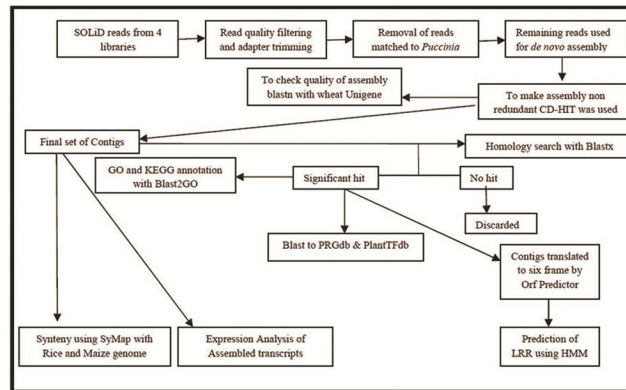 SOLiD reads from 4
libraries
Read quality filtering
and adapter trimming
Removal of reads
matched to Puccinia
Remaining reads used
for de novo assembly
To check quality of assembly
blastn with wheat Unigene
To make assembly non
redundant CD-HIT was used
Final set of Contigs
Homology search with Blastx
GO and KEGG annotation
with Blast2GO
Significant hit
No hit
Discarded
Blast to PRGdb & PlantTFdb
Contigs translated
to six frame by
Orf Predictor
Synteny using SyMap with
Rice and Maize genome
Expression Analysis of
Assembled transcripts
Prediction of
LRR using HMM